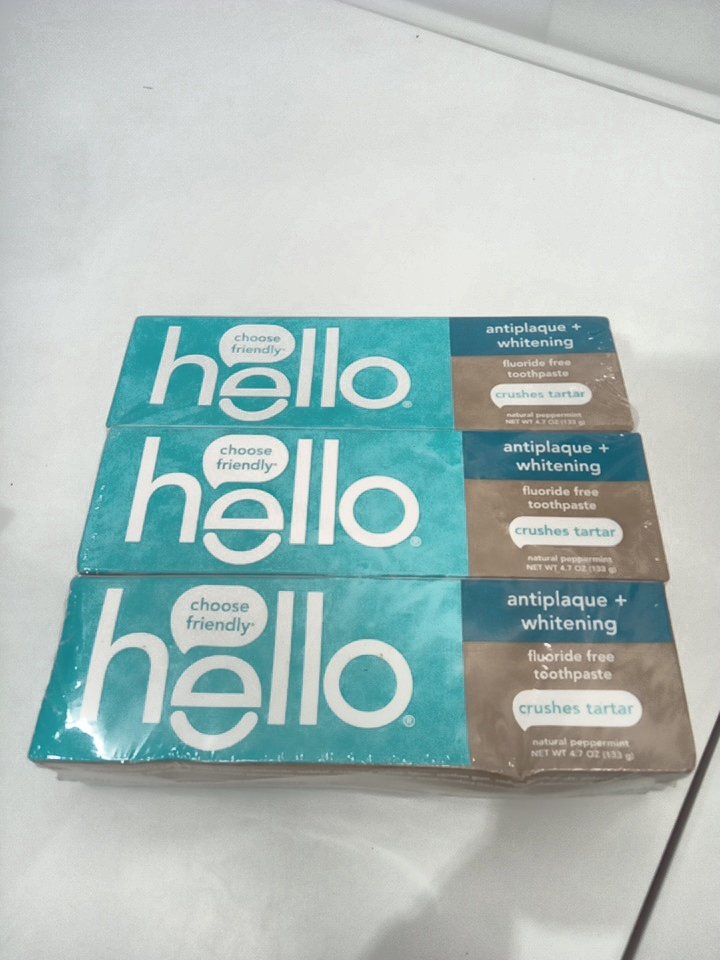 choose
friendly
hello®
antiplaque +
whitening
fluoride free
toothpaste
crushes tartar
natural peppermint
NET WT 4.7 OZ (133 g)
choose
friendly
hello®
antiplaque +
whitening
fluoride free
toothpaste
crushes tartar
natural peppermint
NET WT 4.7 OZ (133 g)
choose
friendly
hello®
antiplaque +
whitening
fluoride free
toothpaste
crushes tartar
natural peppermint
NET WT 4.7 OZ (133 g)